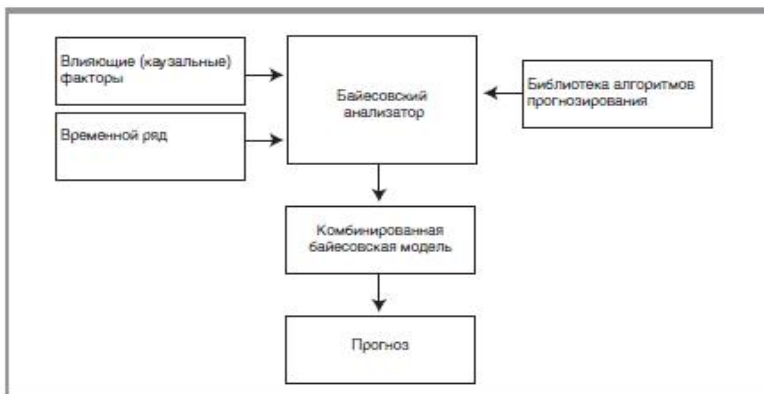 Влияющие (каузальные)
факторы
Байесовский
анализатор
Библиотека алгоритмов
прогнозирования
Временной ряд
Комбинированная
байесовская модель
Прогноз